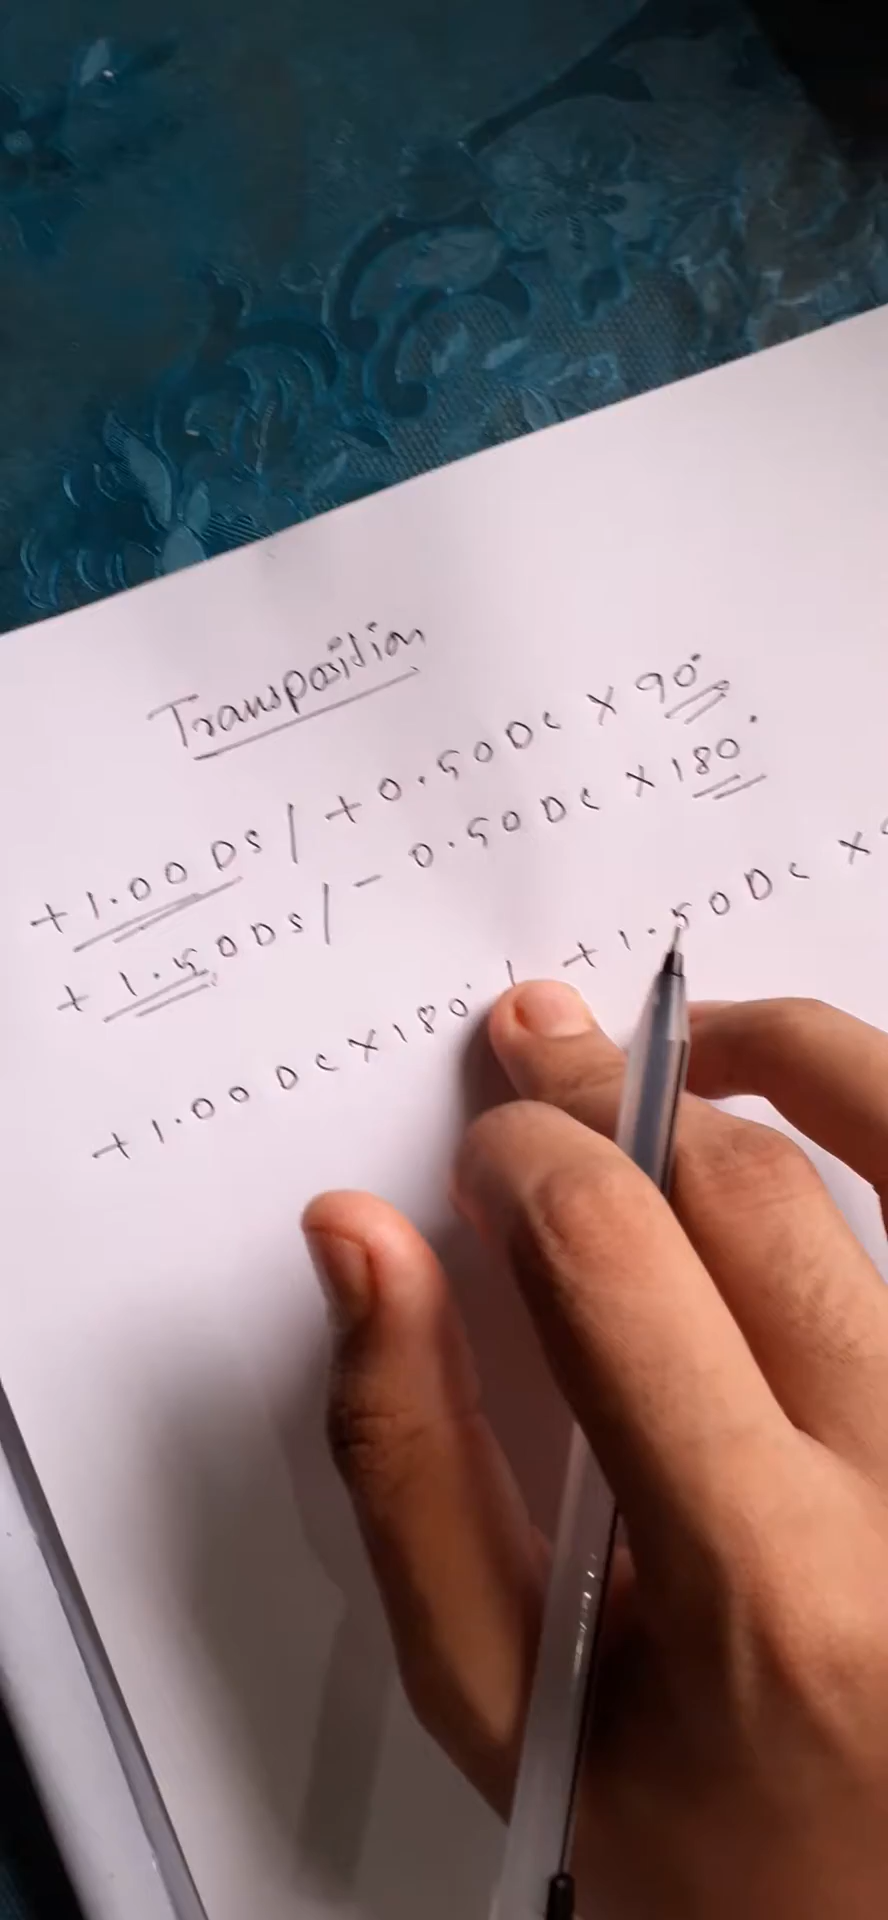 Transposition
+1.00 DS / +0.50 DC X 90°
+1.50 DS / - 0.50 DC X 180°
+1.00 DC X 180° / +1.50 DC X